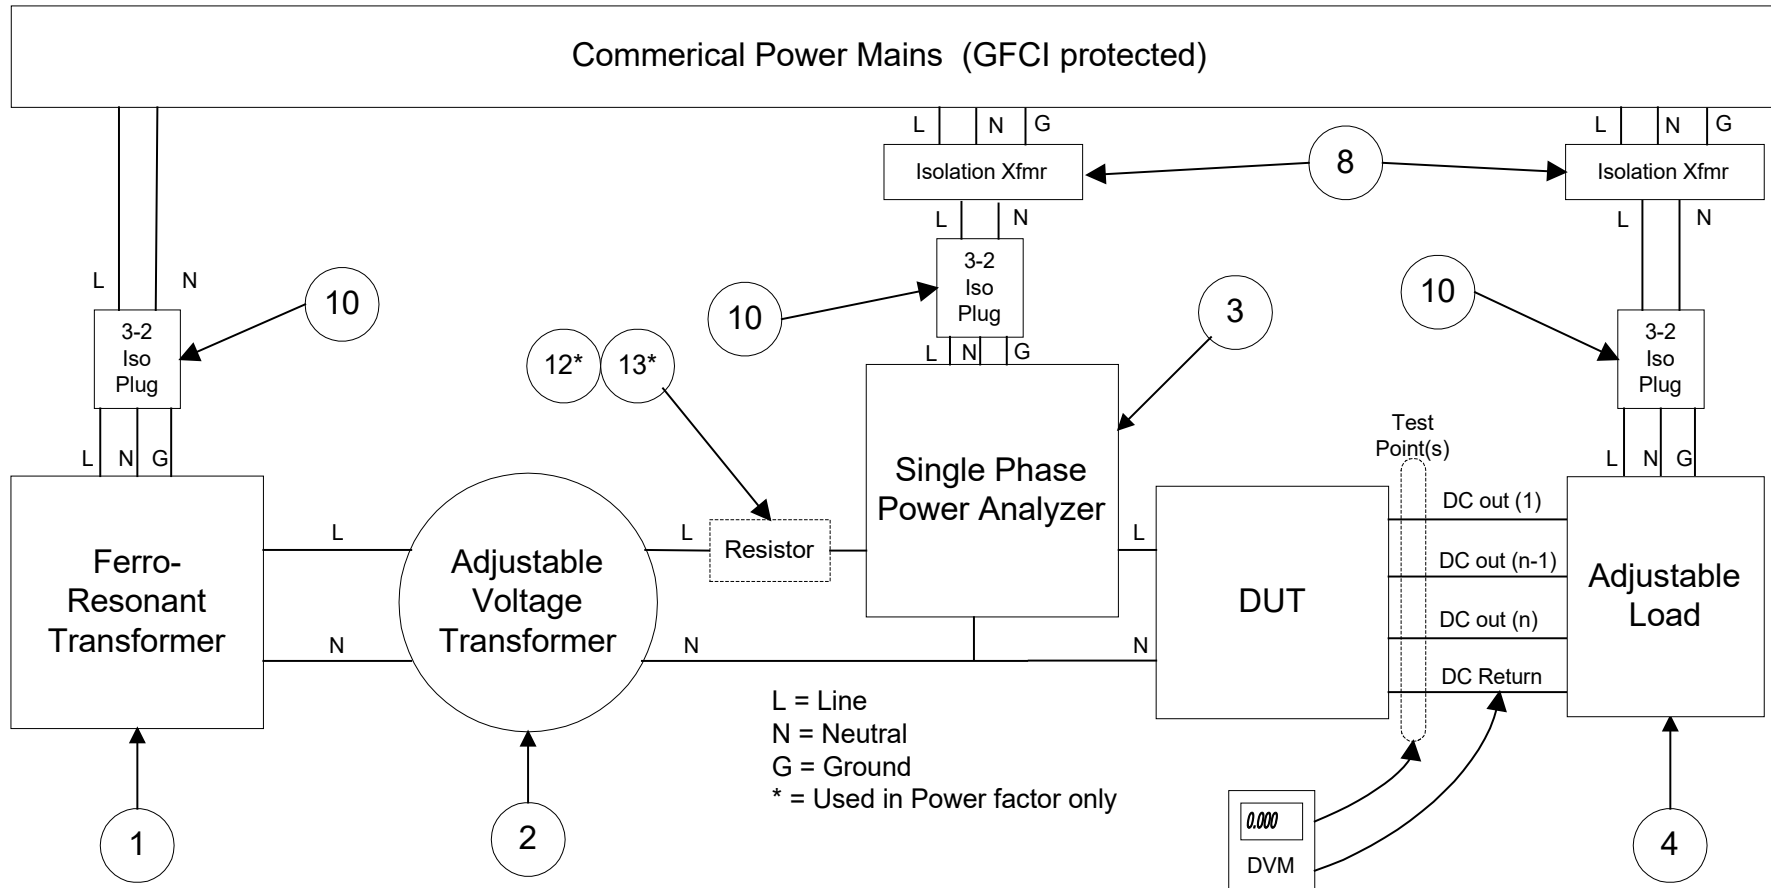 Commerical Power Mains  (GFCI protected)
L N G
L N G
Isolation Xfmr
8
Isolation Xfmr
L N
L N
L N
10
3-2
Iso
Plug
10
3-2
Iso
Plug
3
10
3-2
Iso
Plug
12*
13*
L N G
L N G
L N G
Test
Point(s)
Ferro-
Resonant
Transformer
L
N
Adjustable
Voltage
Transformer
L
N
Resistor
Single Phase
Power Analyzer
L
N
DUT
DC out (1)
DC out (n-1)
DC out (n)
DC Return
Adjustable
Load
L = Line
N = Neutral
G = Ground
* = Used in Power factor only
1
2
0.000
DVM
4